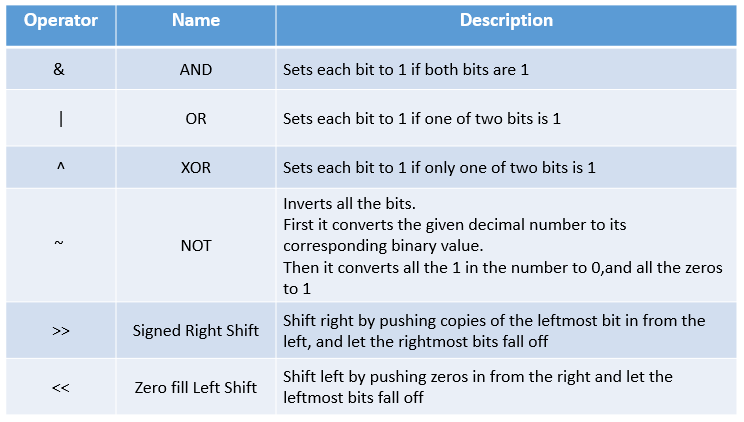 Operator Name Description
& AND Sets each bit to 1 if both bits are 1
| OR Sets each bit to 1 if one of two bits is 1
^ XOR Sets each bit to 1 if only one of two bits is 1
~ NOT Inverts all the bits.
First it converts the given decimal number to its
corresponding binary value.
Then it converts all the 1 in the number to 0,and all the zeros
to 1
>> Signed Right Shift Shift right by pushing copies of the leftmost bit in from the
left, and let the rightmost bits fall off
<< Zero fill Left Shift Shift left by pushing zeros in from the right and let the
leftmost bits fall off